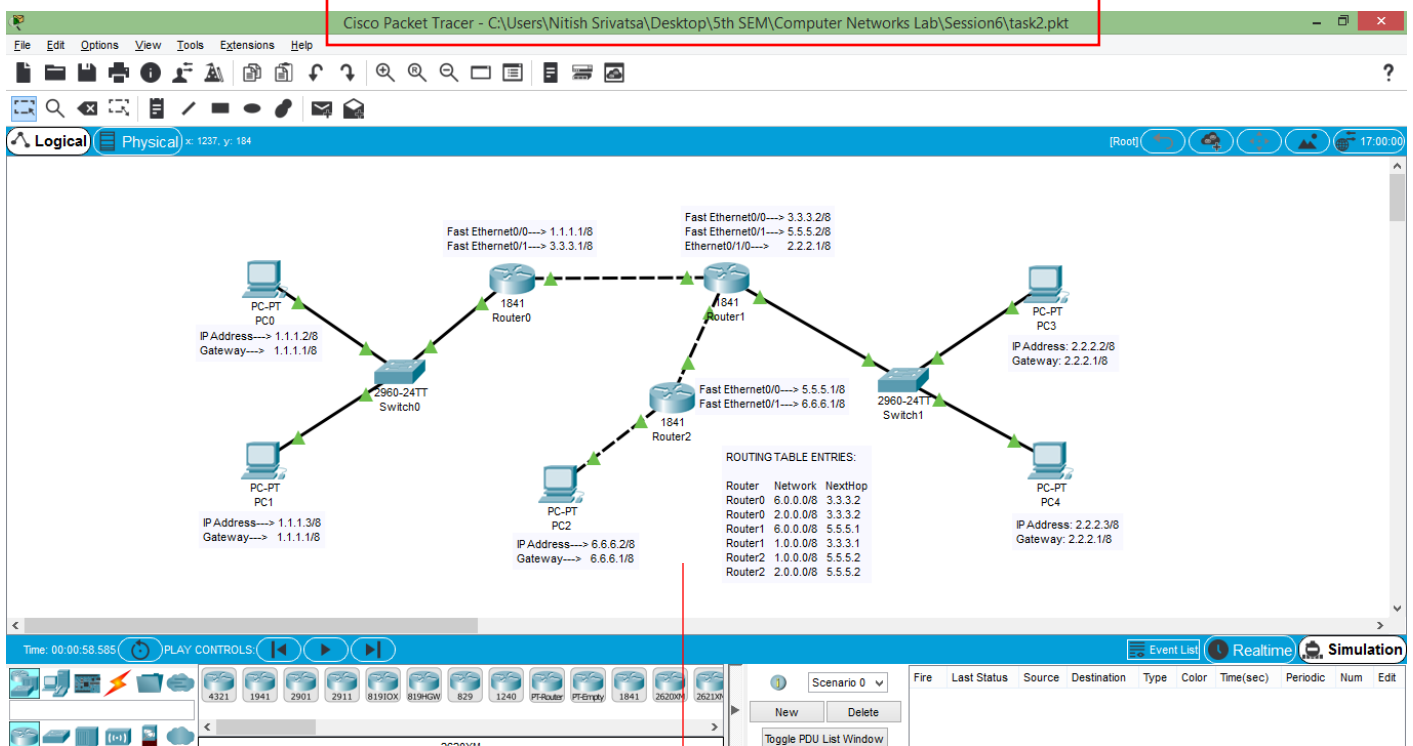 Cisco Packet Tracer - C:\Users\Nitish Srivatsa\Desktop\5th SEM\Computer Networks Lab\Session6\task2.pkt
File Edit Options View Tools Extensions Help
?
Logical Physical x: 1237, y: 184 [Root] 17:00:00
Fast Ethernet0/0---> 1.1.1.1/8
Fast Ethernet0/1---> 3.3.3.1/8
Fast Ethernet0/0---> 3.3.3.2/8
Fast Ethernet0/1---> 5.5.5.2/8
Ethernet0/1/0---> 2.2.2.1/8
PC-PT
PC0
IP Address---> 1.1.1.2/8
Gateway---> 1.1.1.1/8
1841
Router0
1841
Router1
PC-PT
PC3
IP Address: 2.2.2.2/8
Gateway: 2.2.2.1/8
2960-24TT
Switch0
Fast Ethernet0/0---> 5.5.5.1/8
Fast Ethernet0/1---> 6.6.6.1/8
1841
Router2
2960-24TT
Switch1
PC-PT
PC1
IP Address---> 1.1.1.3/8
Gateway---> 1.1.1.1/8
PC-PT
PC2
IP Address---> 6.6.6.2/8
Gateway---> 6.6.6.1/8
ROUTING TABLE ENTRIES:
Router Network NextHop
Router0 6.0.0.0/8 3.3.3.2
Router0 2.0.0.0/8 3.3.3.2
Router1 6.0.0.0/8 5.5.5.1
Router1 1.0.0.0/8 3.3.3.1
Router2 1.0.0.0/8 5.5.5.2
Router2 2.0.0.0/8 5.5.5.2
PC-PT
PC4
IP Address: 2.2.2.3/8
Gateway: 2.2.2.1/8
Time: 00:00:58.585 PLAY CONTROLS: Event List Realtime Simulation
4321 1941 2901 2911 819IOX 819HGW 829 1240 PT-Router PT-Empty 1841 2620XM 2621XM
Scenario 0
New Delete
Toggle PDU List Window
Fire Last Status Source Destination Type Color Time(sec) Periodic Num Edit
2620XM